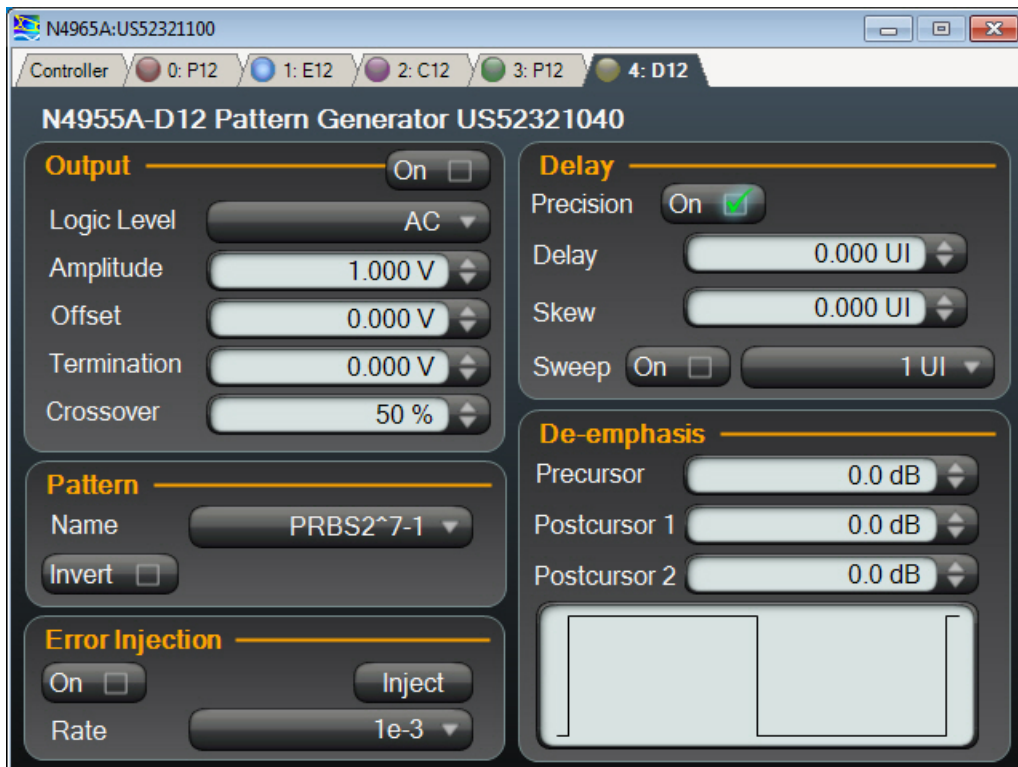 N4965A:US52321100
Controller 0: P12 1: E12 2: C12 3: P12 4: D12
N4955A-D12 Pattern Generator US52321040
Output On
Logic Level AC
Amplitude 1.000 V
Offset 0.000 V
Termination 0.000 V
Crossover 50 %
Pattern
Name PRBS2^7-1
Invert
Error Injection
On Inject
Rate 1e-3
Delay
Precision On
Delay 0.000 UI
Skew 0.000 UI
Sweep On 1 UI
De-emphasis
Precursor 0.0 dB
Postcursor 1 0.0 dB
Postcursor 2 0.0 dB